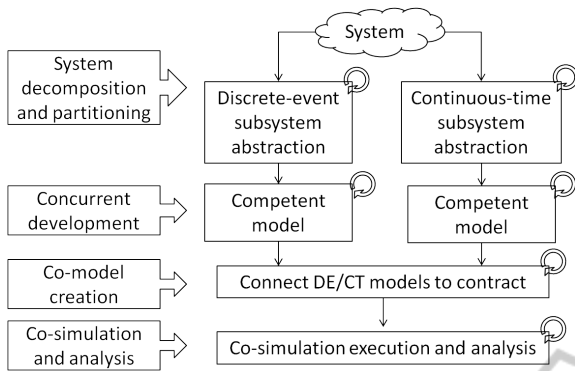 System
System
decomposition
and partitioning
Discrete-event
subsystem
abstraction
Continuous-time
subsystem
abstraction
Concurrent
development
Competent
model
Competent
model
Co-model
creation
Connect DE/CT models to contract
Co-simulation
and analysis
Co-simulation execution and analysis